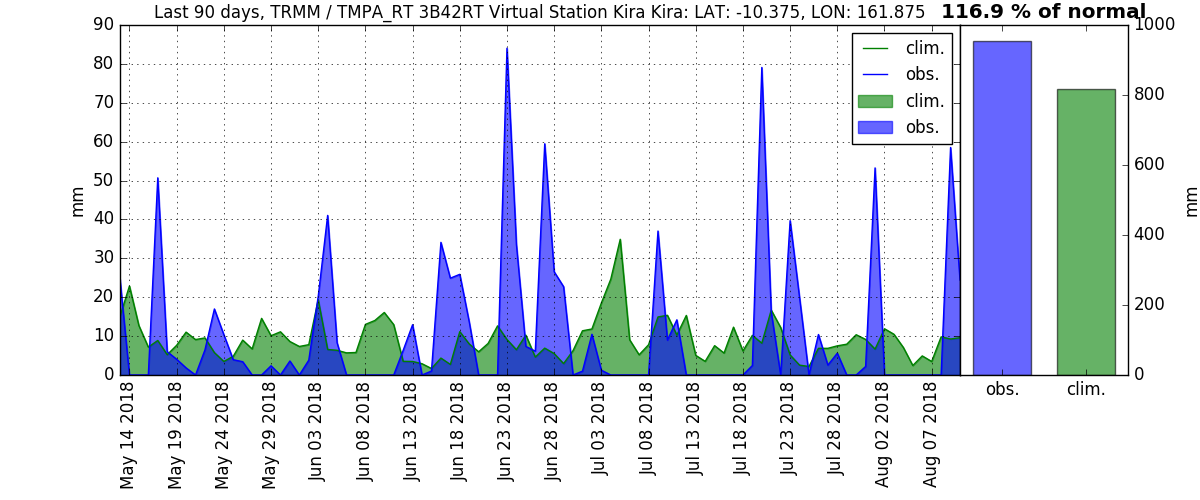 Last 90 days, TRMM / TMPA_RT 3B42RT Virtual Station Kira Kira: LAT: -10.375, LON: 161.875
116.9 % of normal
90
80
70
60
50
40
30
20
10
0
mm
clim.
obs.
clim.
obs.
May 14 2018
May 19 2018
May 24 2018
May 29 2018
Jun 03 2018
Jun 08 2018
Jun 13 2018
Jun 18 2018
Jun 23 2018
Jun 28 2018
Jul 03 2018
Jul 08 2018
Jul 13 2018
Jul 18 2018
Jul 23 2018
Jul 28 2018
Aug 02 2018
Aug 07 2018
1000
800
600
400
200
0
mm
obs.
clim.